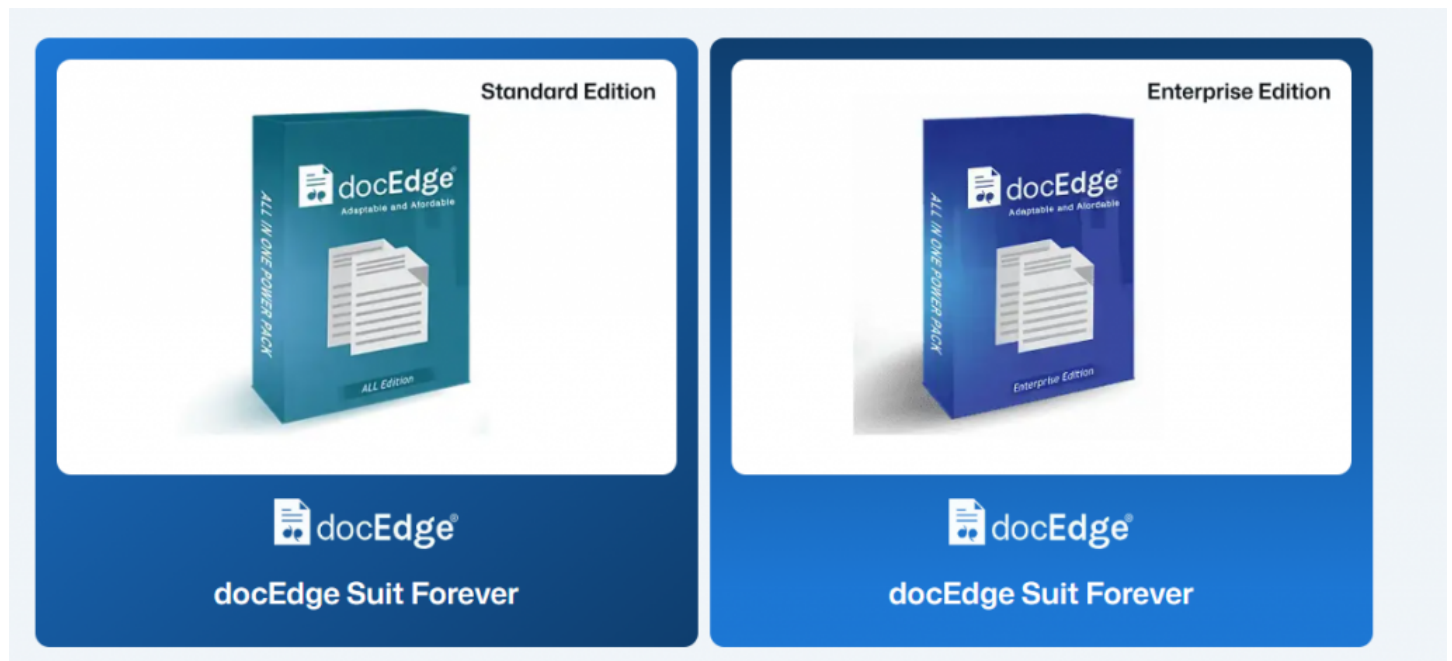 Standard Edition
docEdge®
Adaptable and Afordable
ALL IN ONE POWER PACK
ALL Edition
docEdge®
docEdge Suit Forever
Enterprise Edition
docEdge®
Adaptable and Afordable
ALL IN ONE POWER PACK
Enterprise Edition
docEdge®
docEdge Suit Forever